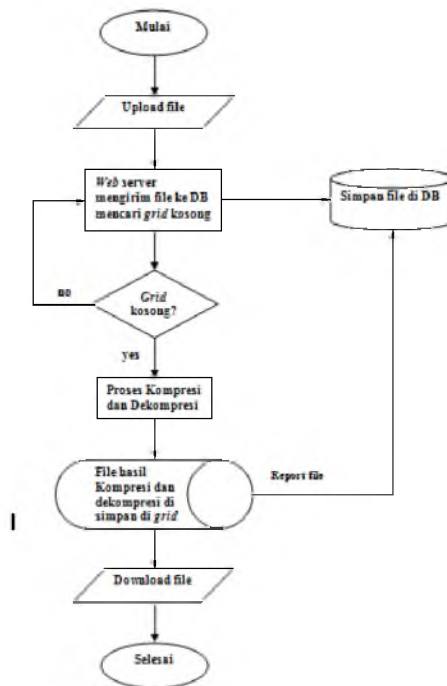 Mulai
Upload file
Web server
mengirim file ke DB
mencari grid kosong
Simpan file di DB
no
Grid
kosong?
yes
Proses Kompresi
dan Dekompresi
File hasil
Kompresi dan
dekompresi di
simpan di grid
Report file
Download file
Selesai